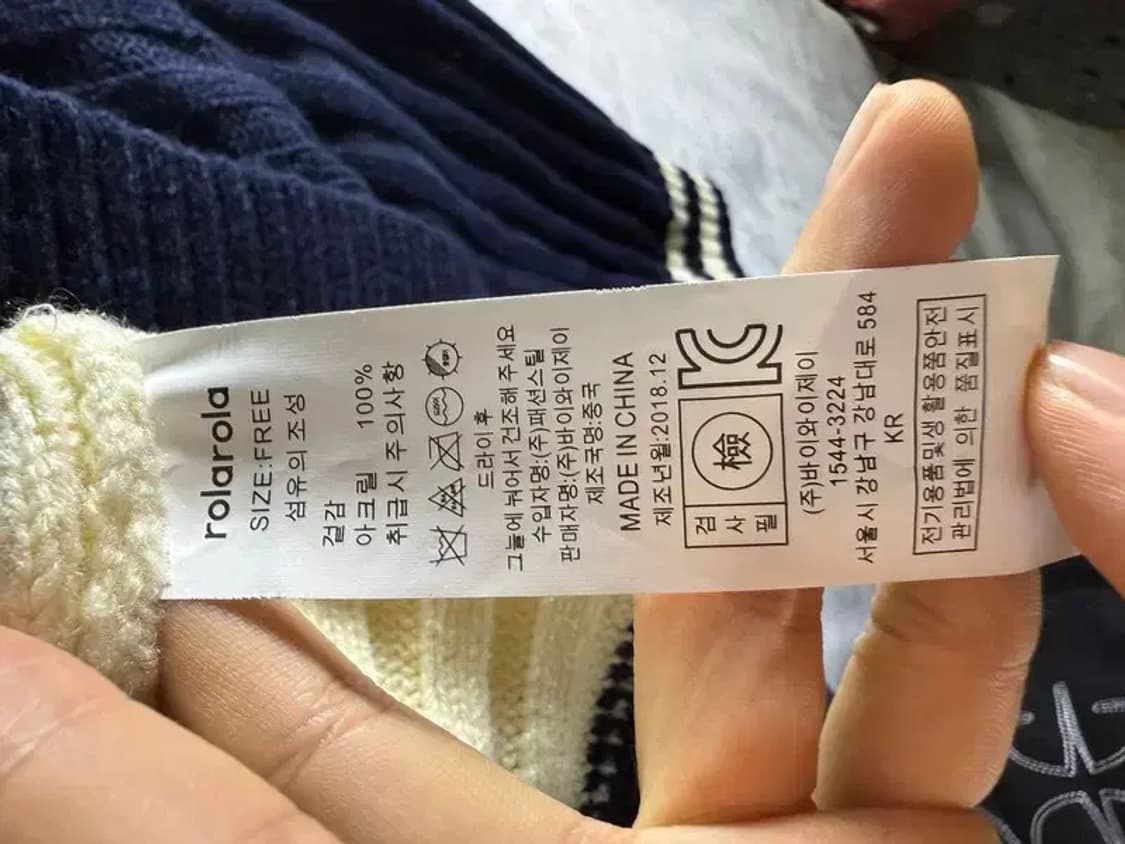 rolarola
SIZE:FREE
섬유의 조성
겉감
아크릴 100%
취급시 주의사항
드라이 후
그늘에 뉘어서 건조해 주세요
수입자명:(주)패션스틸
판매자명:(주)바이와이제이
제조국명:중국
MADE IN CHINA
제조년월:2018.12
검사필
檢
(주)바이와이제이
1544-3224
서울시 강남구 강남대로 584
KR
전기용품및생활용품안전
관리법에 의한 품질표시